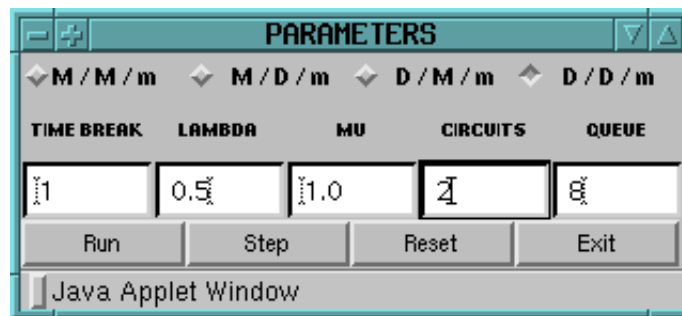 PARAMETERS
M/M/m M/D/m D/M/m D/D/m
TIME BREAK LAMBDA MU CIRCUITS QUEUE
1 0.5 1.0 2 8
Run Step Reset Exit
Java Applet Window